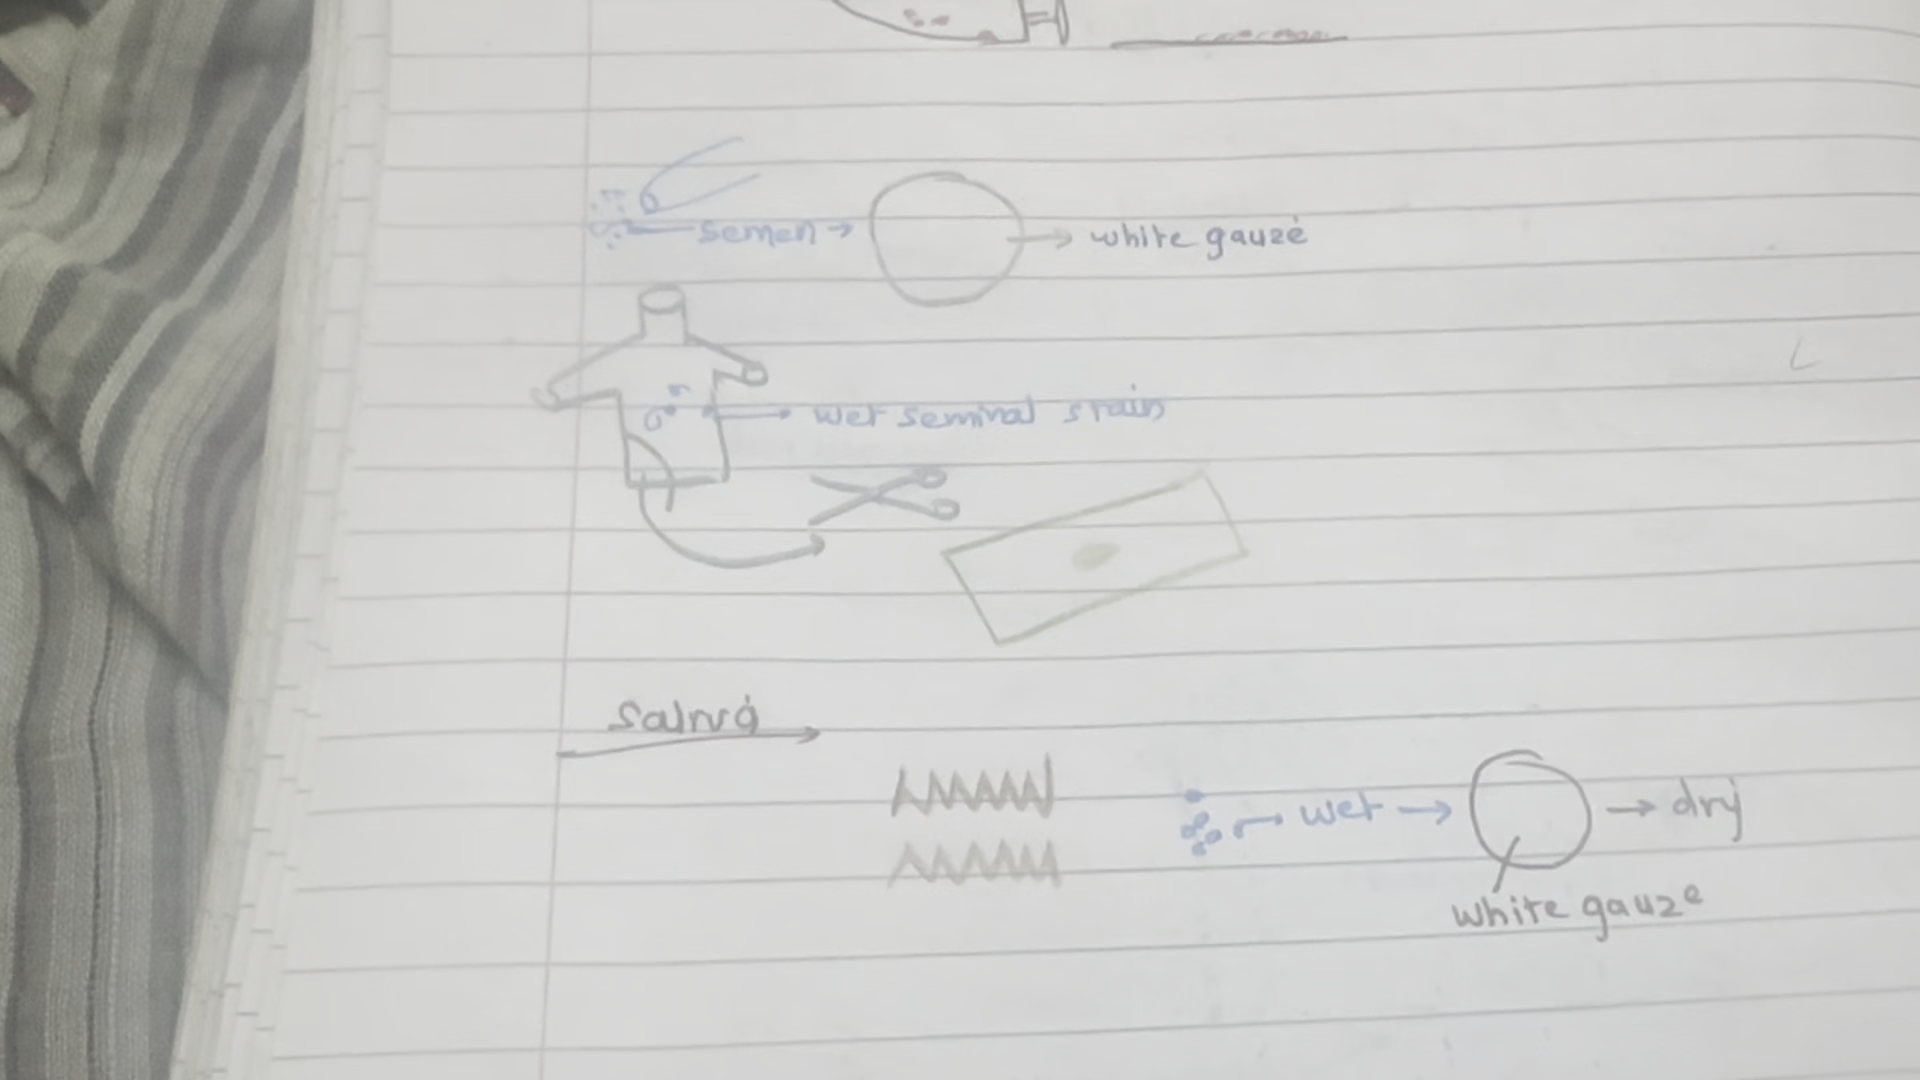 semen → white gauze
wet seminal stain
Saliva
wet → → dry
white gauze